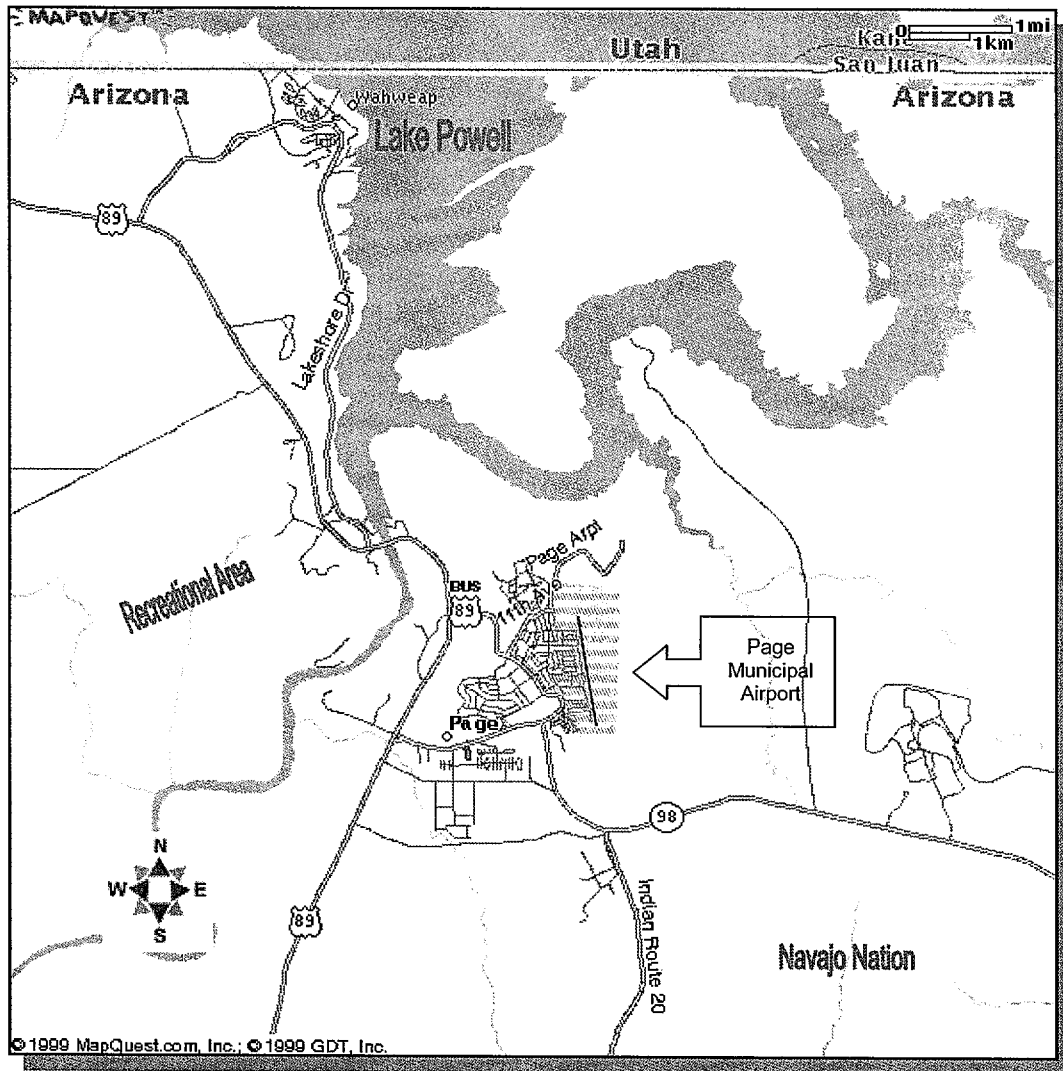 MAPQUEST
Utah
Kane
0 1mi
1km
San Juan
Arizona
Arizona
Wahweap
Lake Powell
89
Lakeshore Dr
Page Arpt
BUS
89
11th Ave
Recreational Area
Page
Municipal
Airport
Page
98
N
W E
S
89
Indian Route 20
Navajo Nation
© 1999 MapQuest.com, Inc.; © 1999 GDT, Inc.